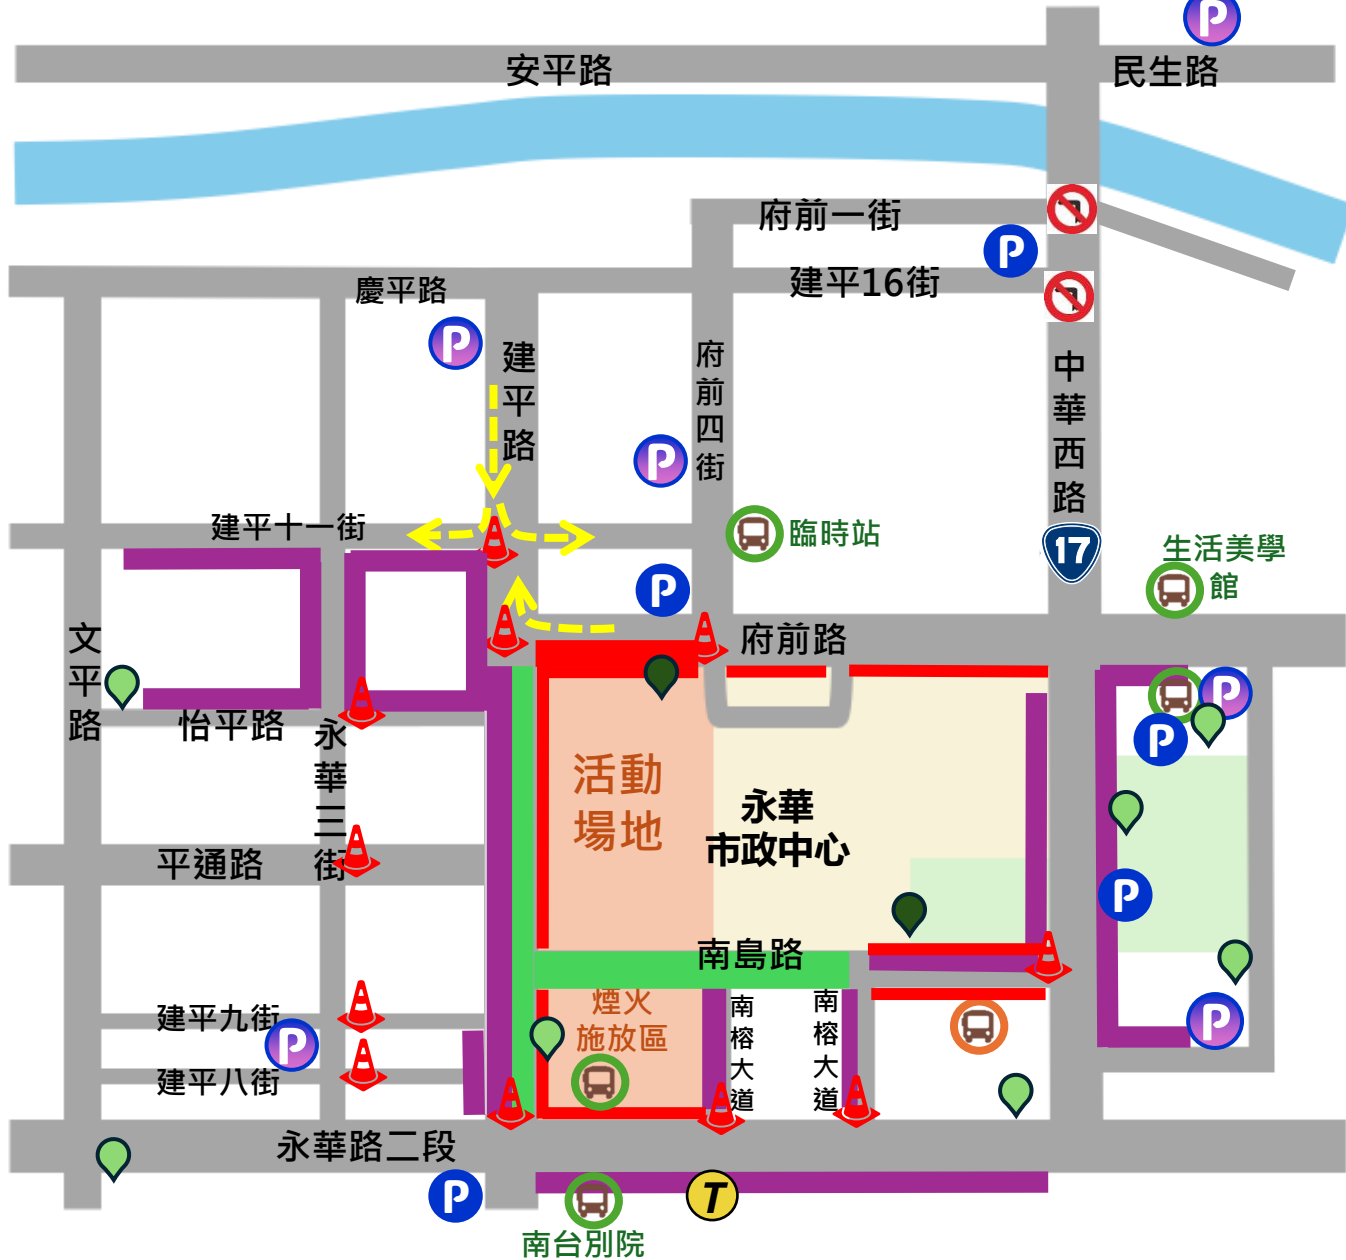 P
安平路
民生路
府前一街
P
建平16街
慶平路
P
建平路
府前四街
中華西路
P
建平十一街
臨時站
17
生活美學
館
P
文平路
府前路
P
P
怡平路
永華三街
活動
場地
永華
市政中心
平通路
P
南島路
煙火
施放區
南榕大道
南榕大道
建平九街
P
P
建平八街
永華路二段
P
T
南台別院